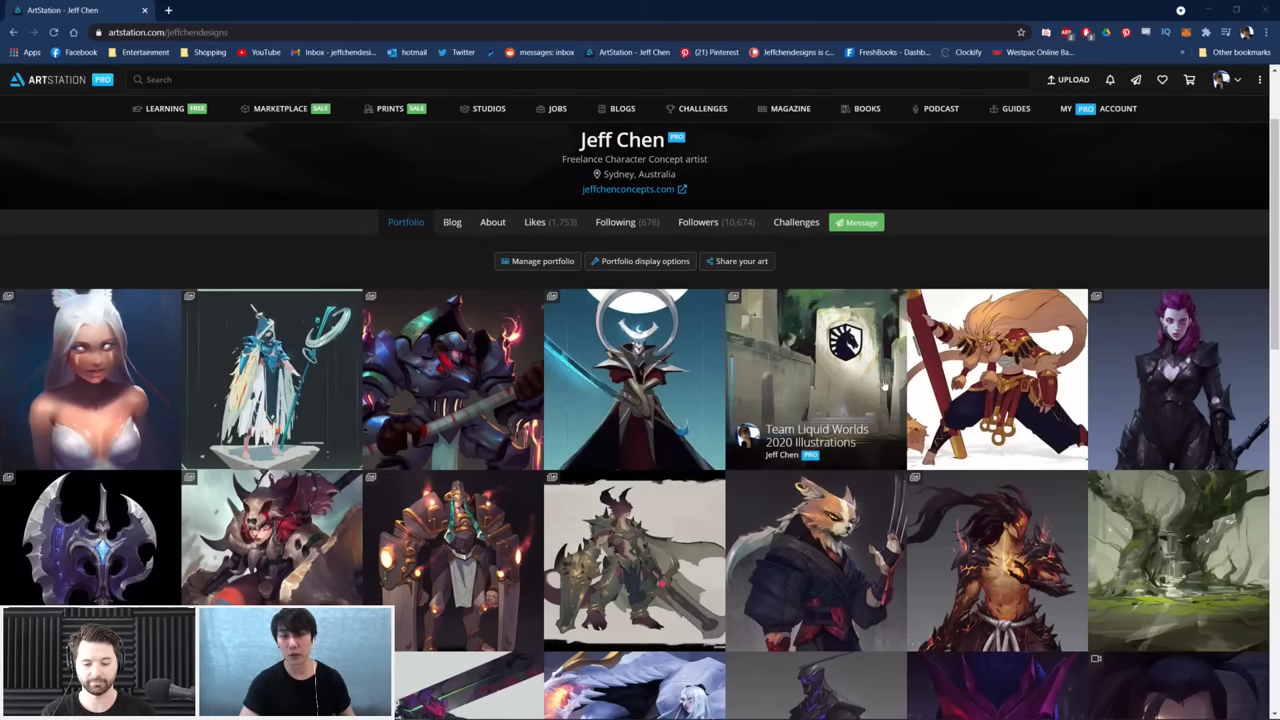 ArtStation - Jeff Chen
artstation.com/jeffchendesigns
Apps Facebook Entertainment Shopping YouTube Inbox - jeffchendesi... hotmail Twitter messages: inbox ArtStation - Jeff Chen (21) Pinterest Jeffchendesigns is c... FreshBooks - Dashb... Clockify Westpac Online Ba... » Other bookmarks
ARTSTATION PRO Search UPLOAD
LEARNING FREE MARKETPLACE SALE PRINTS SALE STUDIOS JOBS BLOGS CHALLENGES MAGAZINE BOOKS PODCAST GUIDES MY PRO ACCOUNT
Jeff Chen PRO
Freelance Character Concept artist
Sydney, Australia
jeffchenconcepts.com
Portfolio Blog About Likes (1,753) Following (678) Followers (10,674) Challenges Message
Manage portfolio Portfolio display options Share your art
Team Liquid Worlds
2020 Illustrations
Jeff Chen PRO